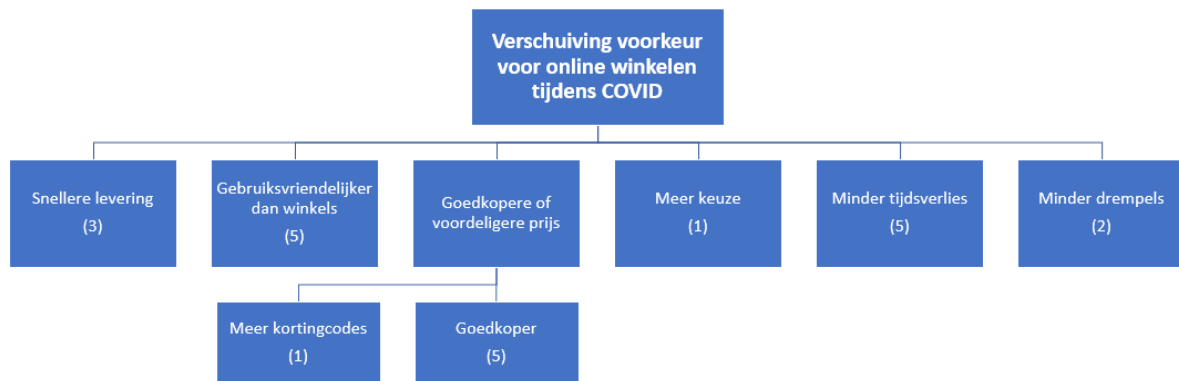 Verschuiving voorkeur
voor online winkelen
tijdens COVID
Snellere levering
(3)
Gebruiksvriendelijker
dan winkels
(5)
Goedkopere of
voordeligere prijs
Meer keuze
(1)
Minder tijdsverlies
(5)
Minder drempels
(2)
Meer kortingcodes
(1)
Goedkoper
(5)